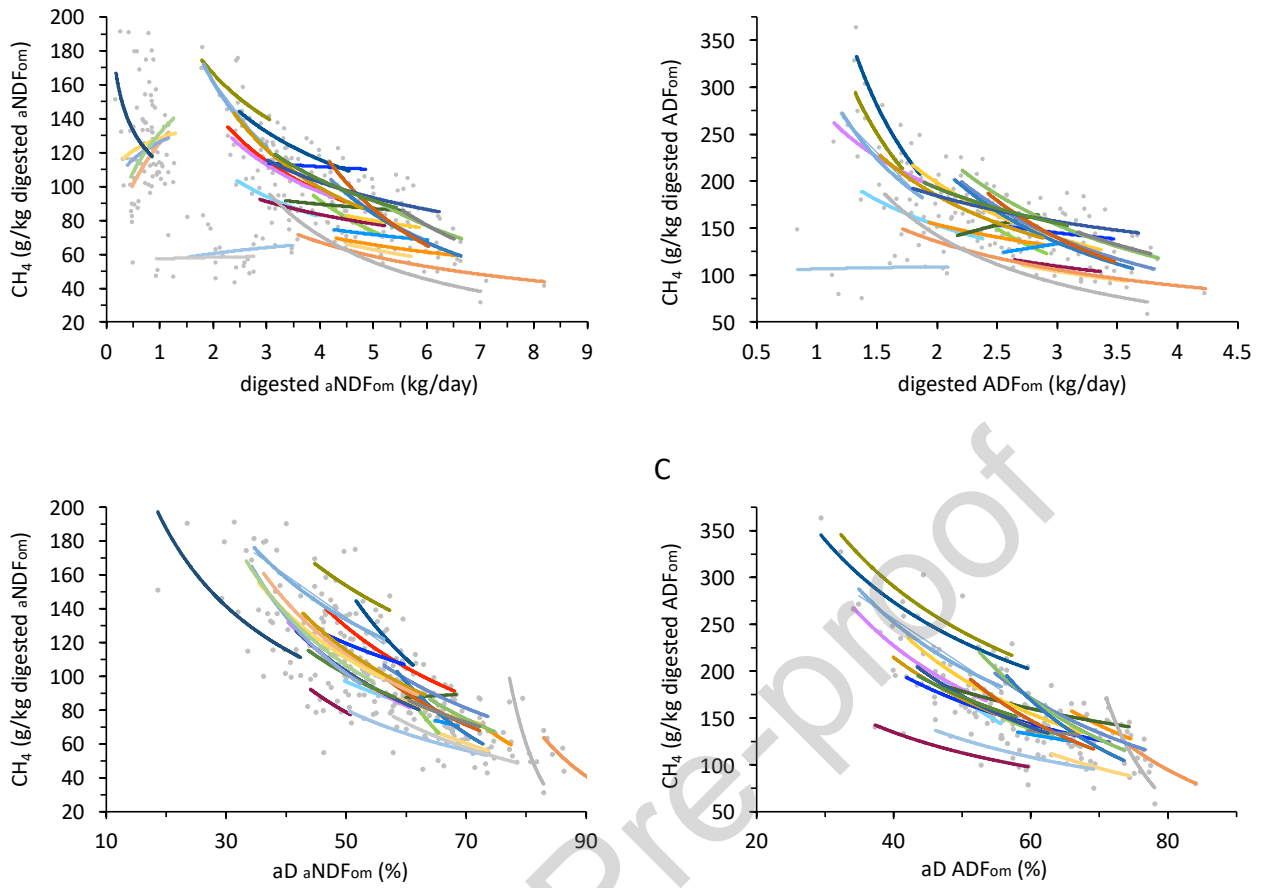 200
180
160
140
120
100
80
60
40
20
CH4 (g/kg digested aNDFom)
0 1 2 3 4 5 6 7 8 9
digested aNDFom (kg/day)
350
300
250
200
150
100
50
CH4 (g/kg digested ADFom)
0.5 1 1.5 2 2.5 3 3.5 4 4.5
digested ADFom (kg/day)
C
200
180
160
140
120
100
80
60
40
20
CH4 (g/kg digested aNDFom)
10 30 50 70 90
aD aNDFom (%)
350
300
250
200
150
100
50
CH4 (g/kg digested ADFom)
20 40 60 80
aD ADFom (%)
Pre-proof